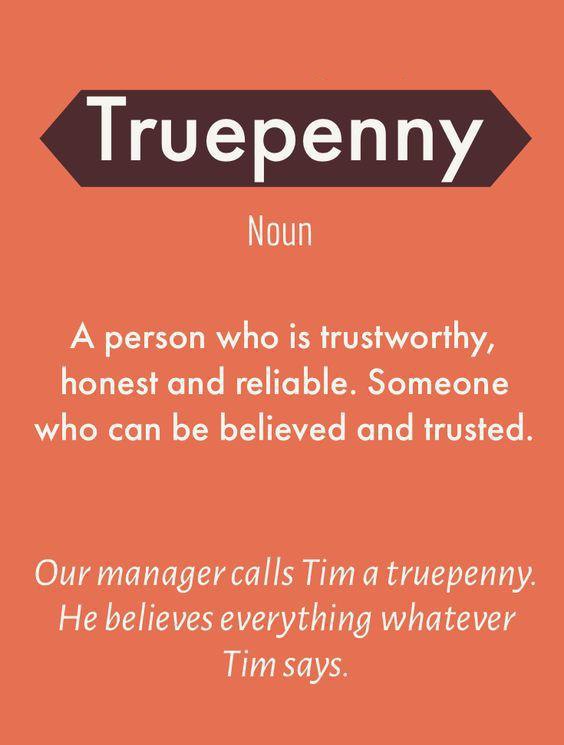 Truepenny
Noun
A person who is trustworthy,
honest and reliable. Someone
who can be believed and trusted.
Our manager calls Tim a truepenny.
He believes everything whatever
Tim says.